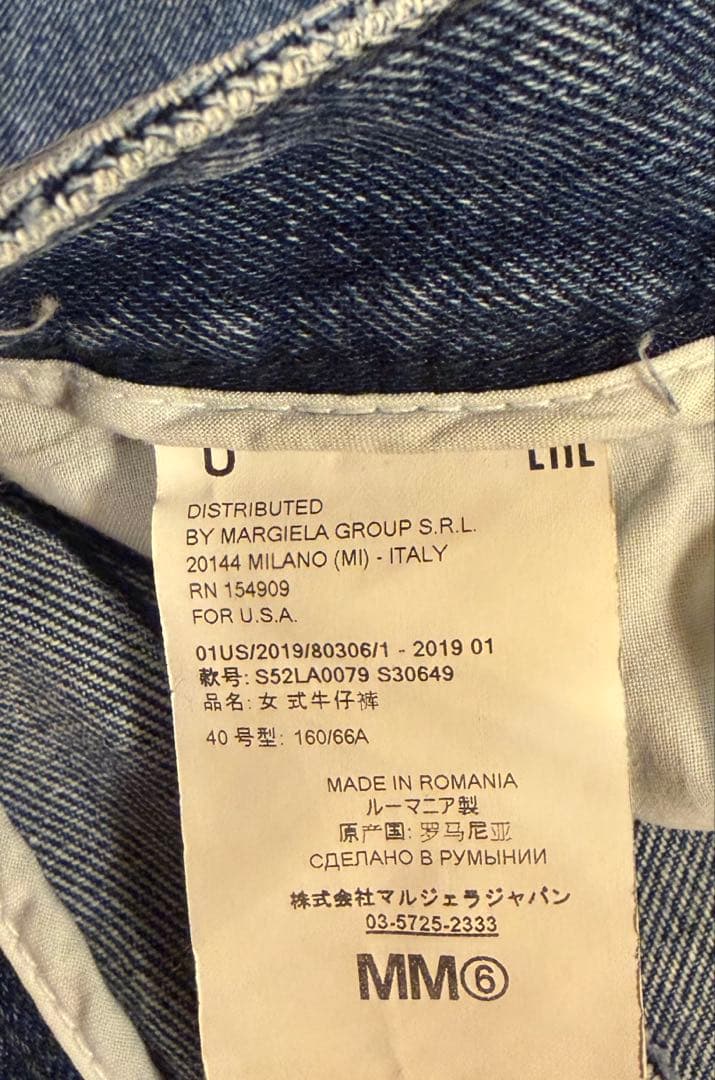 DISTRIBUTED
BY MARGIELA GROUP S.R.L.
20144 MILANO (MI) - ITALY
RN 154909
FOR U.S.A.
01US/2019/80306/1 - 2019 01
款号: S52LA0079 S30649
品名: 女 式牛仔裤
40 号型: 160/66A
MADE IN ROMANIA
ルーマニア製
原产国: 罗马尼亚
СДЕЛАНО В РУМЫНИИ
株式会社マルジェラジャパン
03-5725-2333
MM⑥